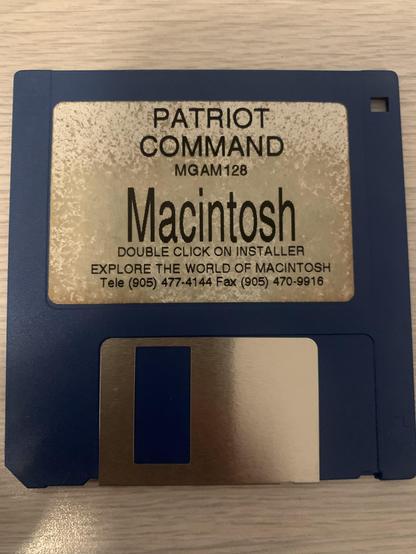 PATRIOT
COMMAND
MGAM128
Macintosh
DOUBLE CLICK ON INSTALLER
EXPLORE THE WORLD OF MACINTOSH
Tele (905) 477-4144 Fax (905) 470-9916